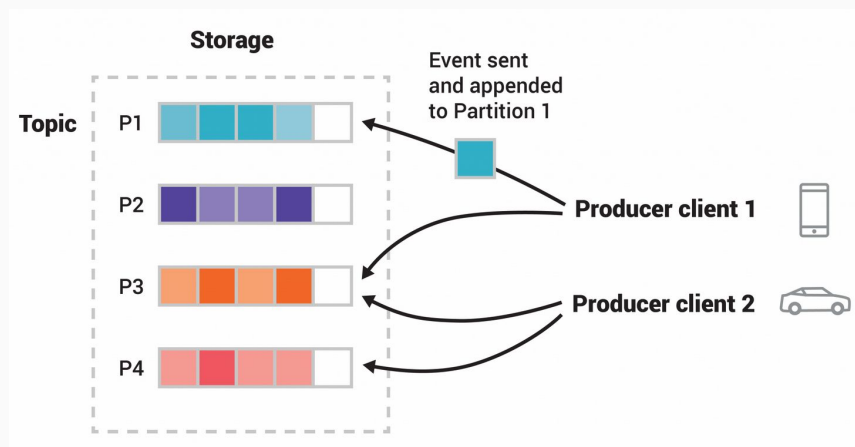 Storage
Event sent
and appended
to Partition 1
Topic
P1
P2
Producer client 1
P3
Producer client 2
P4